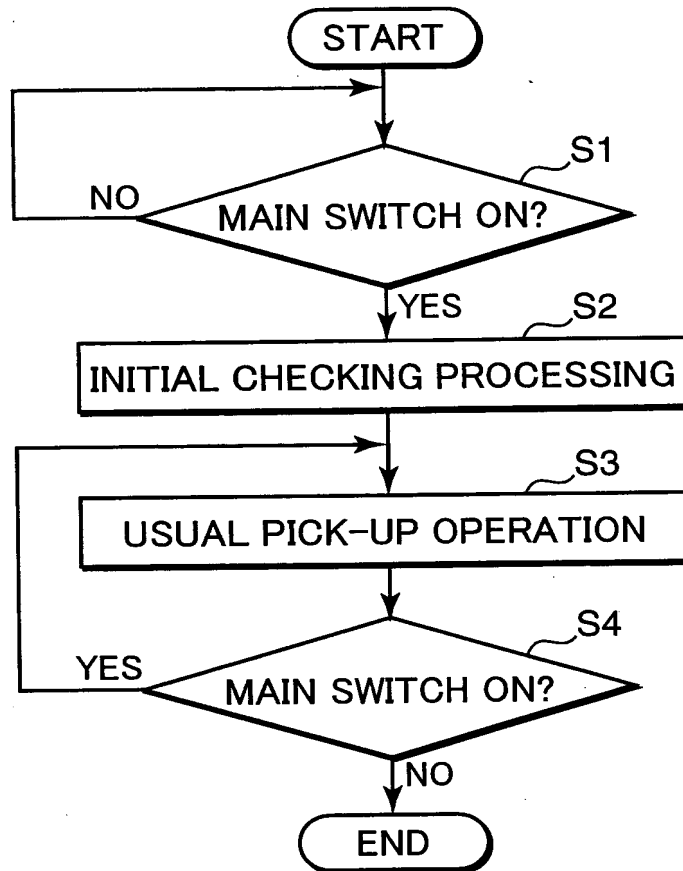 START
S1
NO
MAIN SWITCH ON?
YES
S2
INITIAL CHECKING PROCESSING
S3
USUAL PICK-UP OPERATION
S4
YES
MAIN SWITCH ON?
NO
END